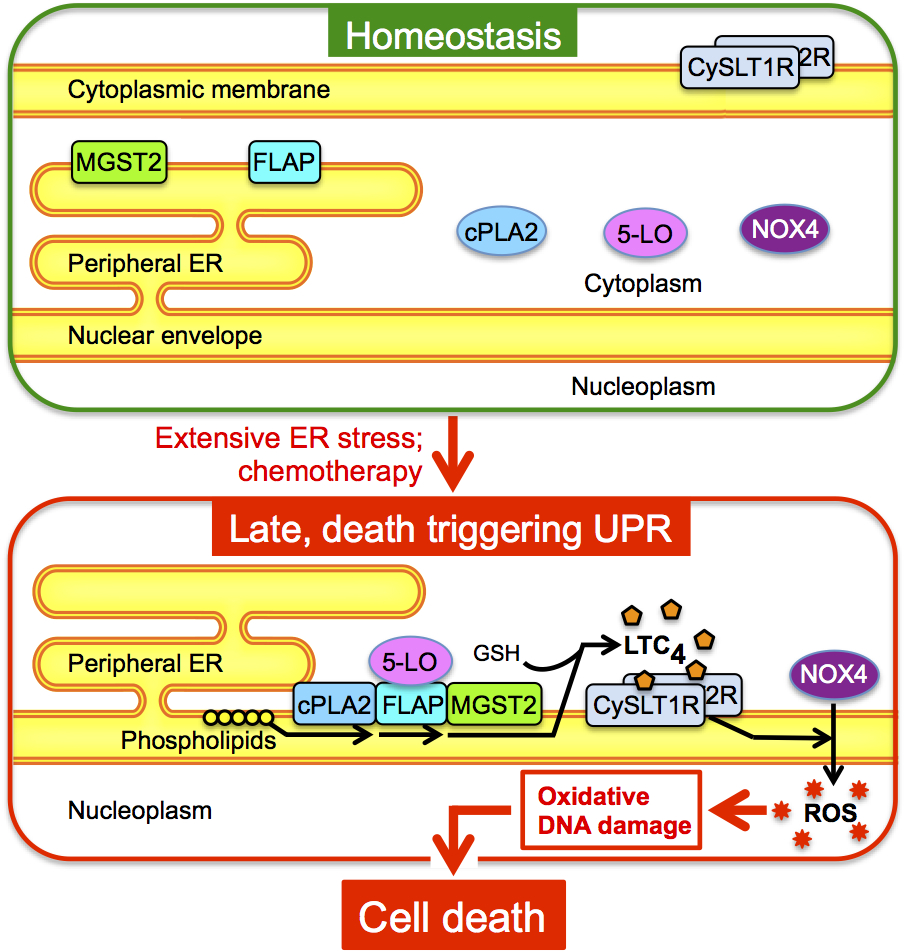 Homeostasis
CySLT1R
2R
Cytoplasmic membrane
MGST2
FLAP
cPLA2
5-LO
NOX4
Peripheral ER
Cytoplasm
Nuclear envelope
Nucleoplasm
Extensive ER stress;
chemotherapy
Late, death triggering UPR
Peripheral ER
5-LO
GSH
LTC4
NOX4
cPLA2
FLAP
MGST2
CySLT1R
2R
Phospholipids
Nucleoplasm
Oxidative
DNA damage
ROS
Cell death